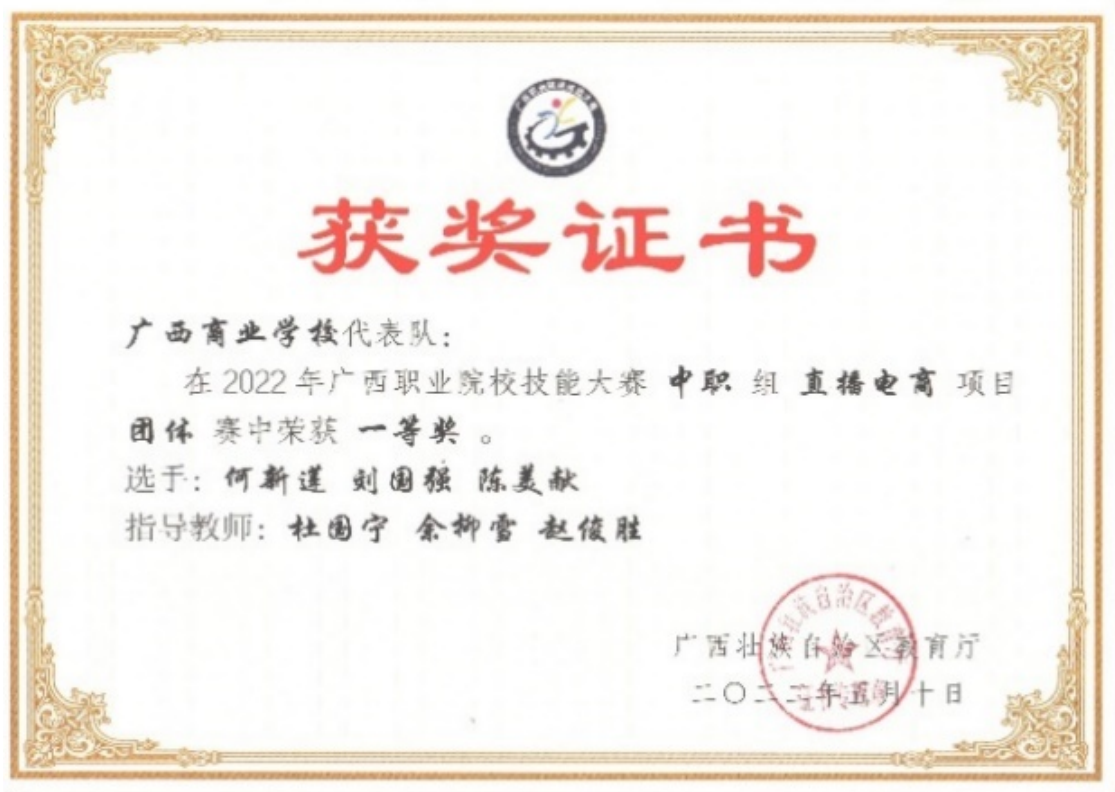 获奖证书
广西商业学校代表队：
在 2022 年广西职业院校技能大赛 中职 组 直播电商 项目
团体 赛中荣获 一等奖 。
选手：何新莲 刘国强 陈美献
指导教师：杜国宁 余柳雪 赵俊胜
广西壮族自治区教育厅
二〇二二年五月十日